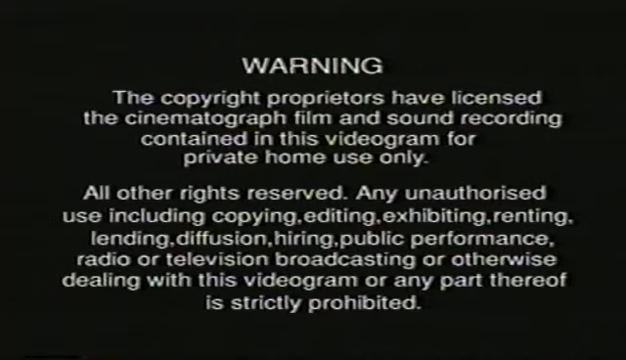 WARNING
The copyright proprietors have licensed
the cinematograph film and sound recording
contained in this videogram for
private home use only.
All other rights reserved. Any unauthorised
use including copying,editing,exhibiting,renting,
lending,diffusion,hiring,public performance,
radio or television broadcasting or otherwise
dealing with this videogram or any part thereof
is strictly prohibited.